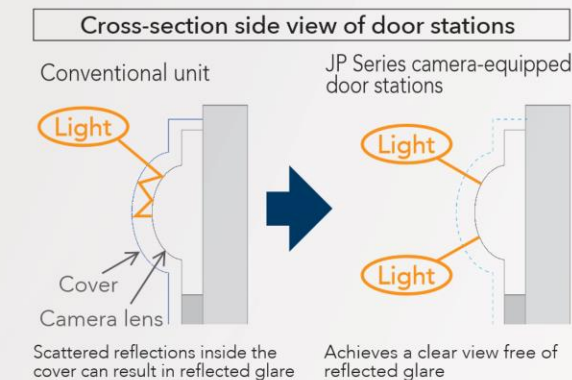 Cross-section side view of door stations
Conventional unit
Light
Cover
Camera lens
Scattered reflections inside the
cover can result in reflected glare
JP Series camera-equipped
door stations
Light
Light
Achieves a clear view free of
reflected glare